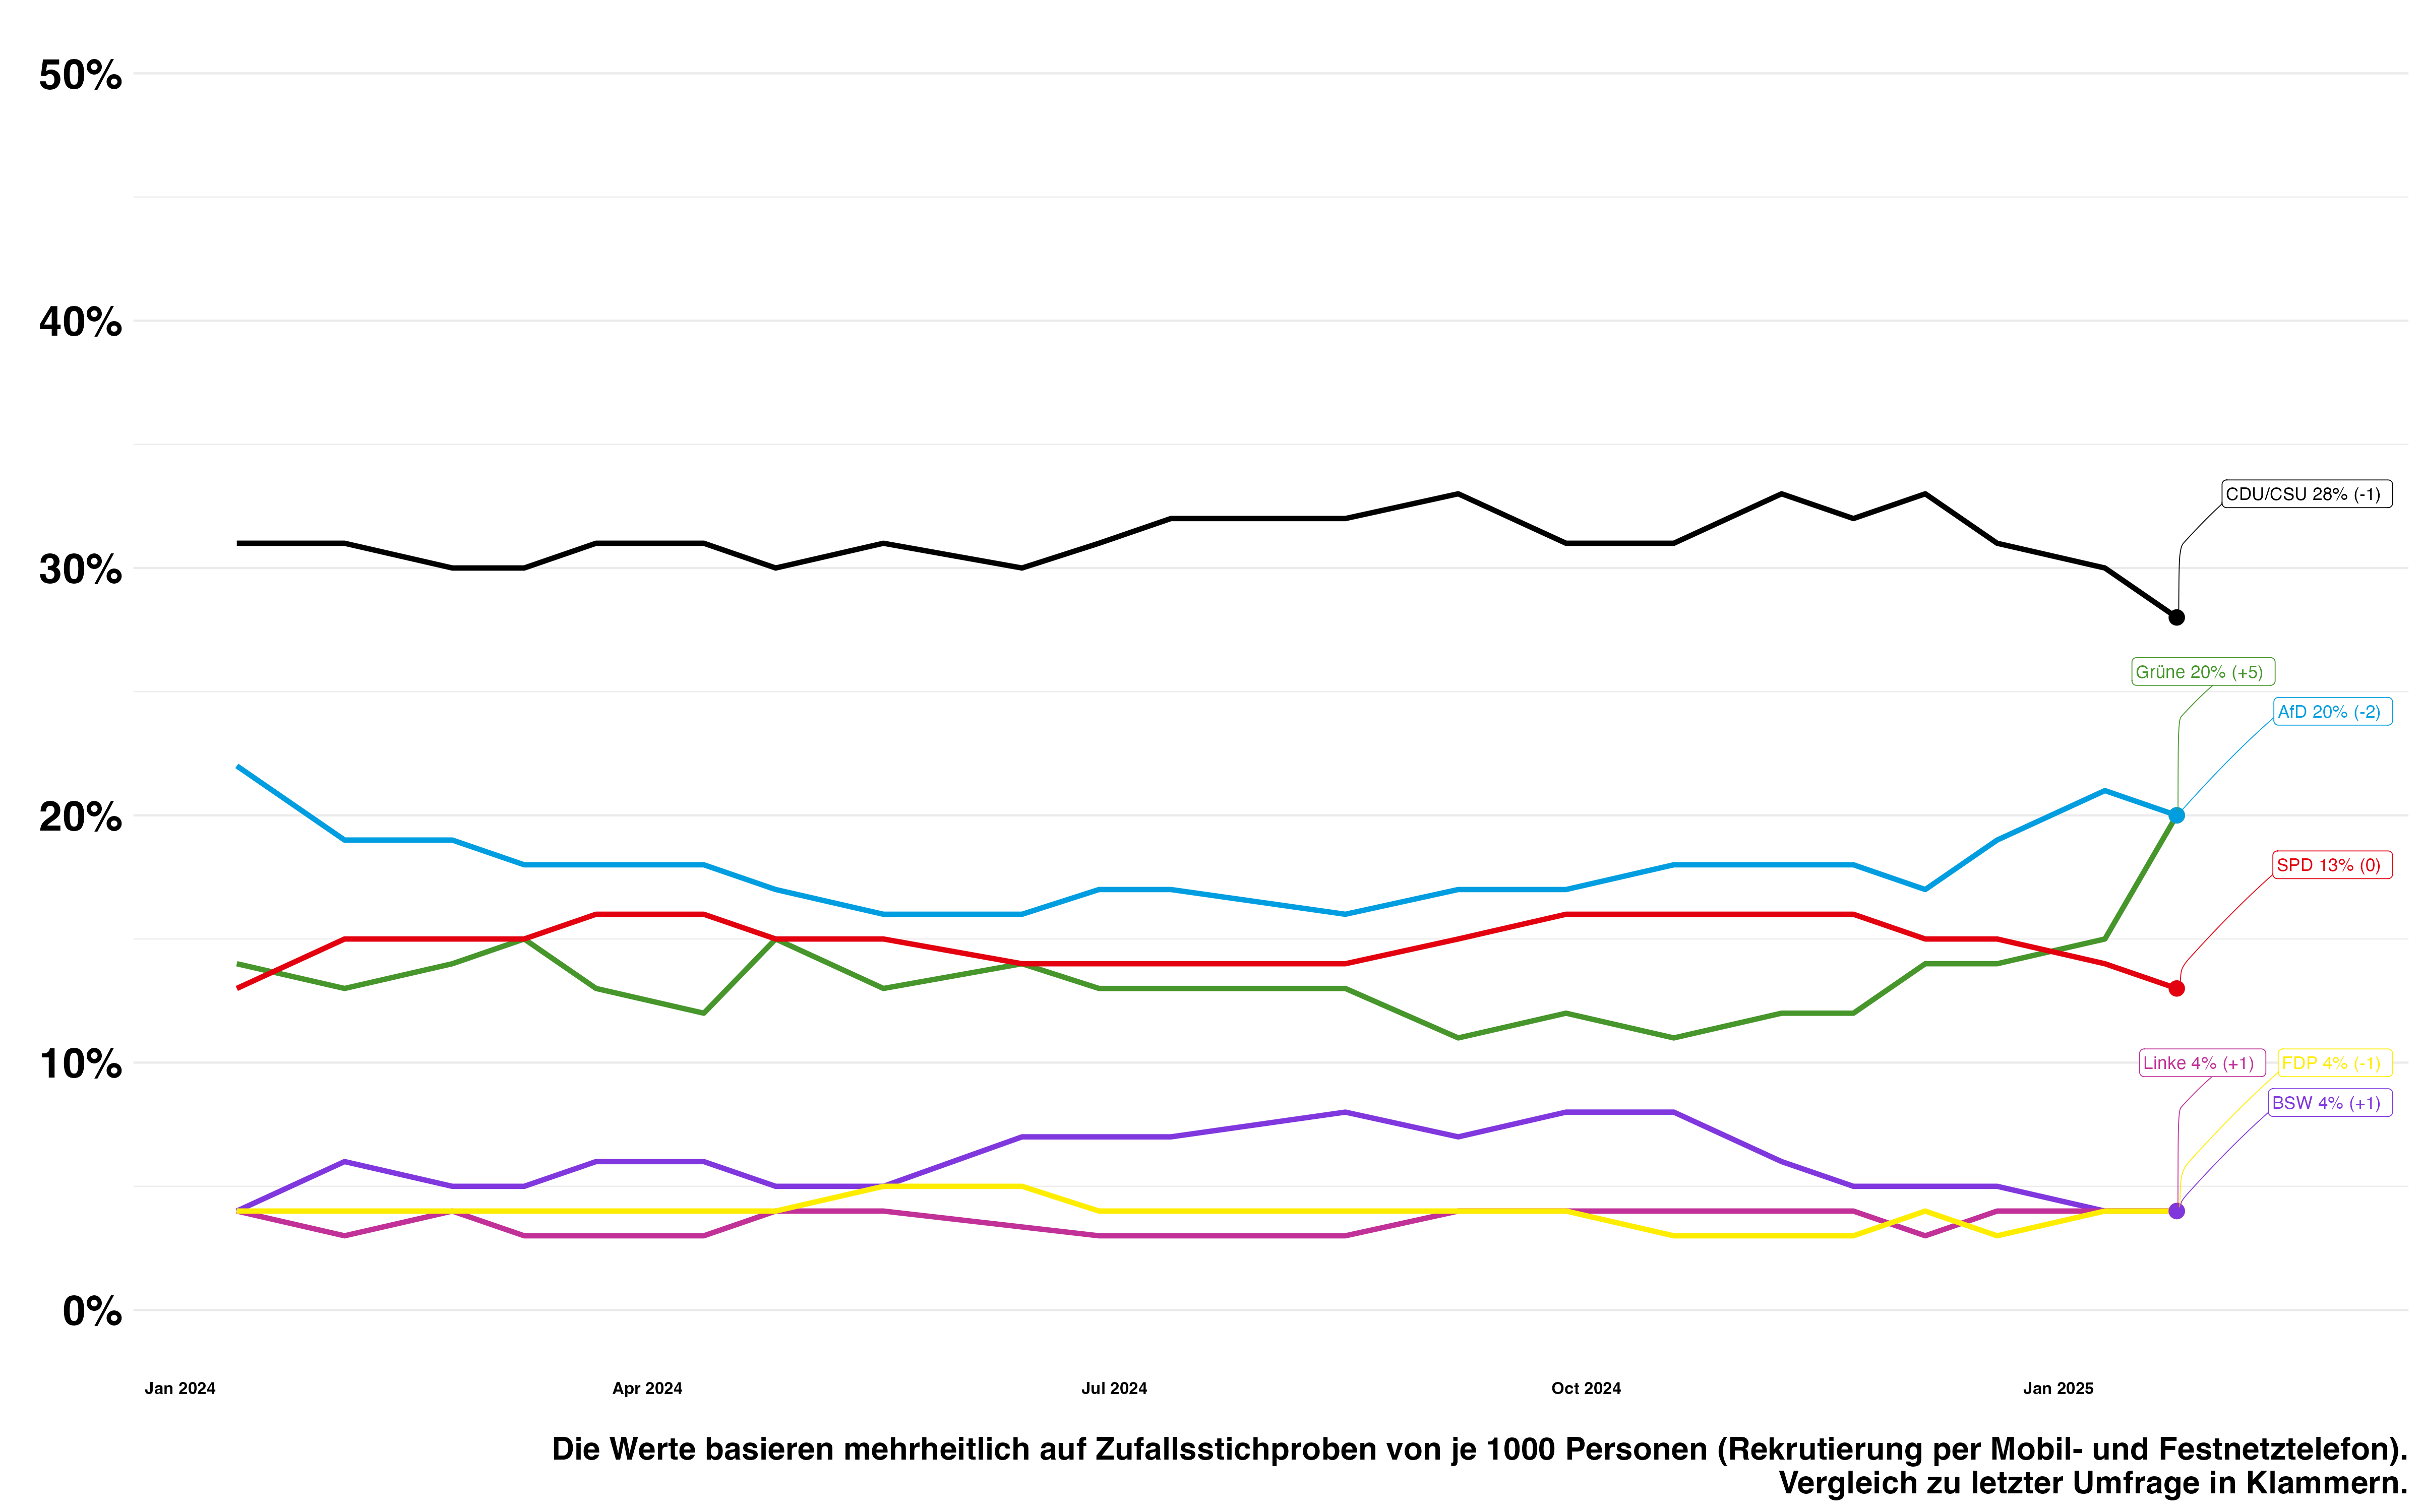 50%
40%
30%
20%
10%
0%
CDU/CSU 28% (-1)
Grüne 20% (+5)
AfD 20% (-2)
SPD 13% (0)
Linke 4% (+1)
FDP 4% (-1)
BSW 4% (+1)
Jan 2024
Apr 2024
Jul 2024
Oct 2024
Jan 2025
Die Werte basieren mehrheitlich auf Zufallsstichproben von je 1000 Personen (Rekrutierung per Mobil- und Festnetztelefon).
Vergleich zu letzter Umfrage in Klammern.